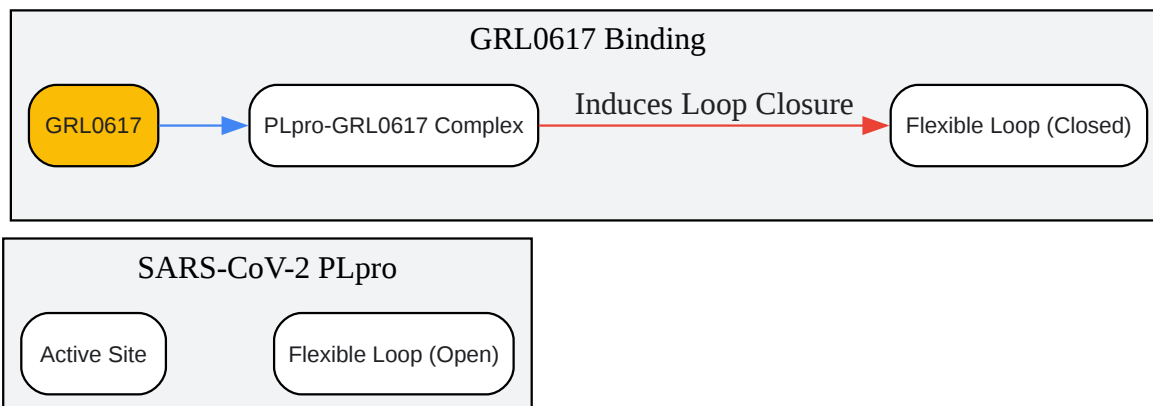 GRL0617 Binding
GRL0617
PLpro-GRL0617 Complex
Induces Loop Closure
Flexible Loop (Closed)
SARS-CoV-2 PLpro
Active Site
Flexible Loop (Open)